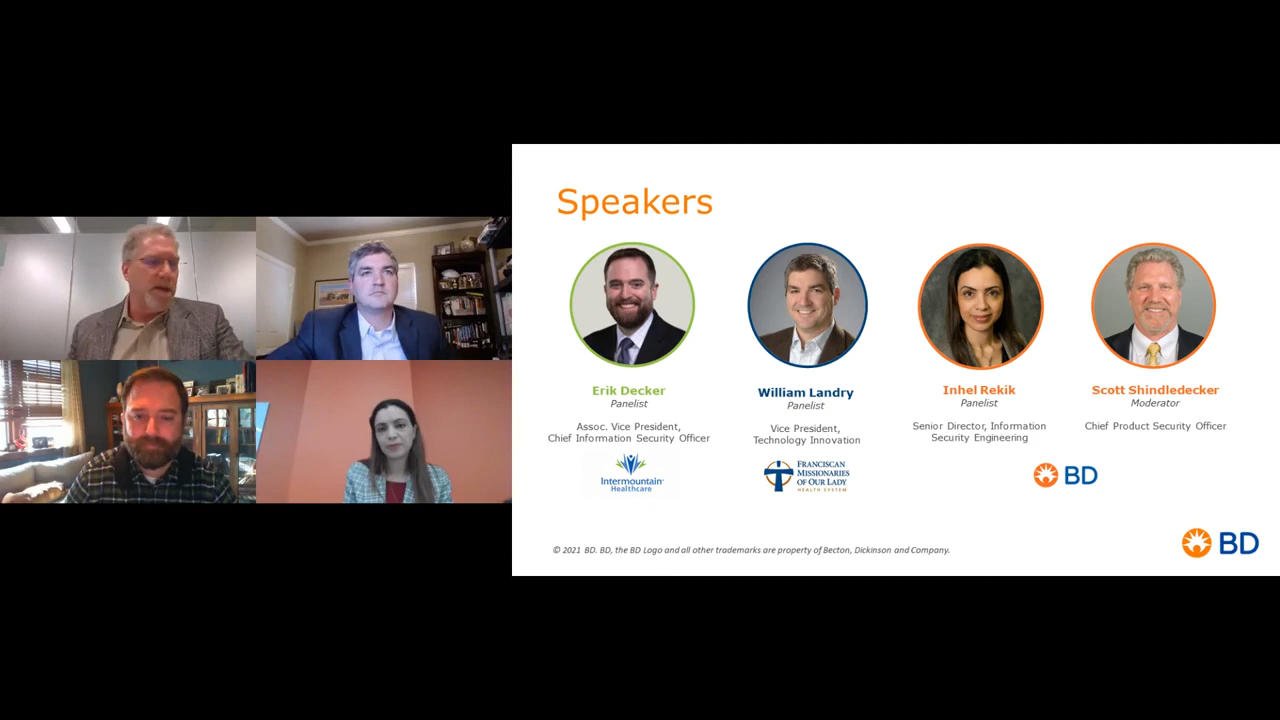 Speakers
Erik Decker
Panelist
Assoc. Vice President,
Chief Information Security Officer
Intermountain
Healthcare
William Landry
Panelist
Vice President,
Technology Innovation
FRANCISCAN
MISSIONARIES
OF OUR LADY
HEALTH SYSTEM
Inhel Rekik
Panelist
Senior Director, Information
Security Engineering
Scott Shindledecker
Moderator
Chief Product Security Officer
BD
© 2021 BD. BD, the BD Logo and all other trademarks are property of Becton, Dickinson and Company.
BD